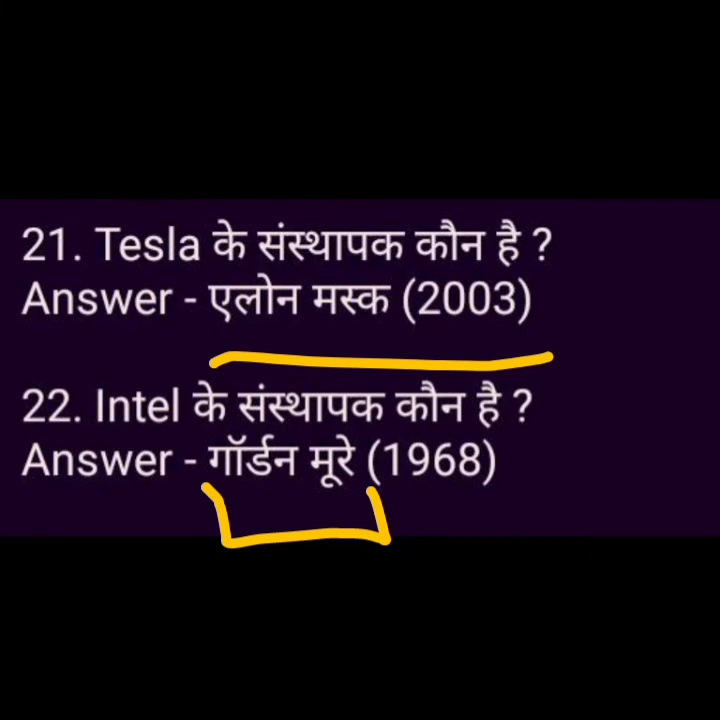 21. Tesla के संस्थापक कौन है ?
Answer - एलोन मस्क (2003)
22. Intel के संस्थापक कौन है ?
Answer - गॉर्डन मूरे (1968)